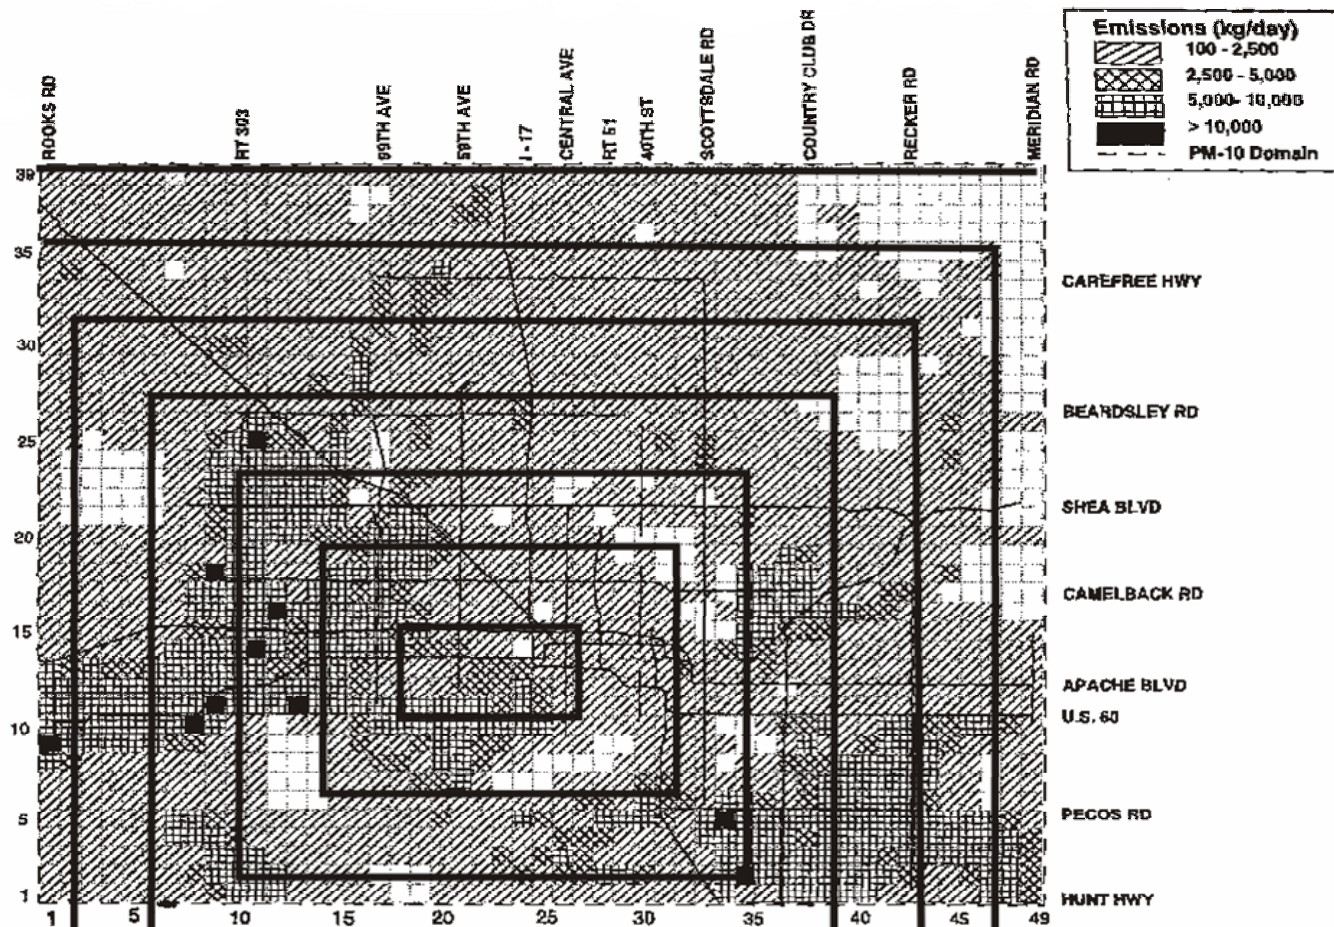 Emissions (kg/day)
100 - 2,500
2,500 - 5,000
5,000- 10,000
> 10,000
PM-10 Domain
ROOKS RD
RT 303
99TH AVE
59TH AVE
I - 17
CENTRAL AVE
RT 51
40TH ST
SCOTTSDALE RD
COUNTRY CLUB DR
RECKER RD
MERIDIAN RD
39
35
30
25
20
15
10
5
1
CAREFREE HWY
BEARDSLEY RD
SHEA BLVD
CAMELBACK RD
APACHE BLVD
U.S. 60
PECOS RD
HUNT HWY
1 5 10 15 20 25 30 35 40 45 49